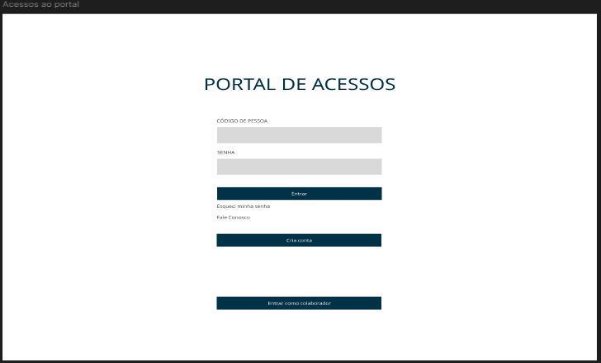 Acessos ao portal
PORTAL DE ACESSOS
CÓDIGO DE PESSOA
SENHA
Entrar
Esqueci minha senha
Fale Conosco
Cria conta
Entrar como colaborador